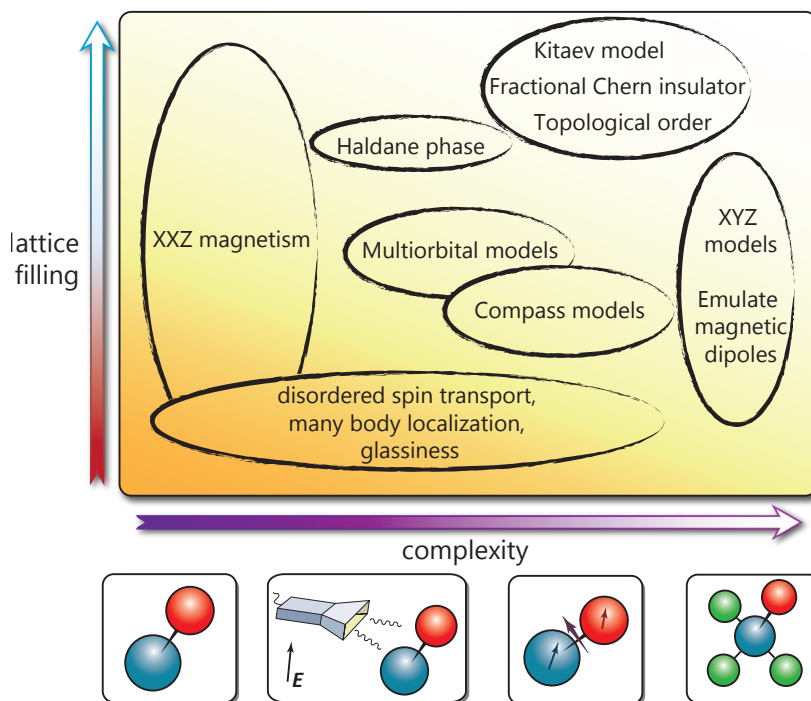 Kitaev model
Fractional Chern insulator
Topological order
Haldane phase
lattice
filling
XXZ magnetism
Multiorbital models
XYZ
models
Compass models
Emulate
magnetic
dipoles
disordered spin transport,
many body localization,
glassiness
complexity
E